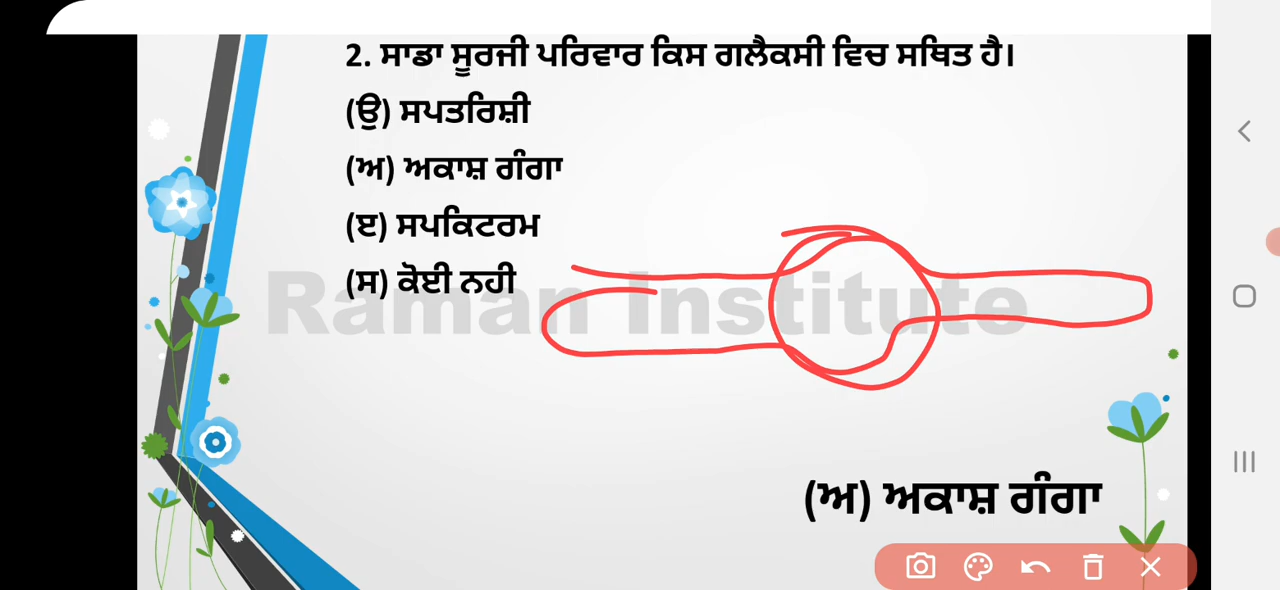 2. ਸਾਡਾ ਸੂਰਜੀ ਪਰਿਵਾਰ ਕਿਸ ਗਲੈਕਸੀ ਵਿਚ ਸਥਿਤ ਹੈ।
(ੳ) ਸਪਤਰਿਸ਼ੀ
(ਅ) ਅਕਾਸ਼ ਗੰਗਾ
(ੲ) ਸਪਕਿਟਰਮ
(ਸ) ਕੋਈ ਨਹੀ
Raman Institute
(ਅ) ਅਕਾਸ਼ ਗੰਗਾ